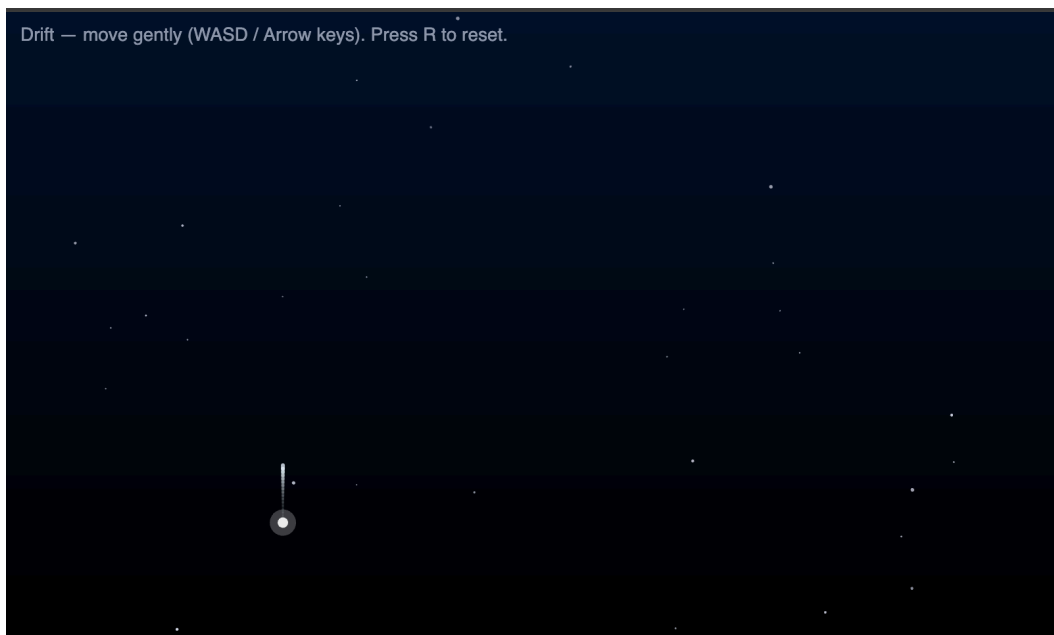 Drift — move gently (WASD / Arrow keys). Press R to reset.